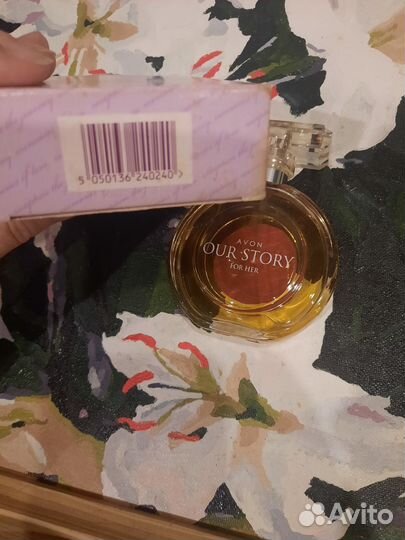 5 050136 240240 >
AVON
OUR STORY
FOR HER
Avito